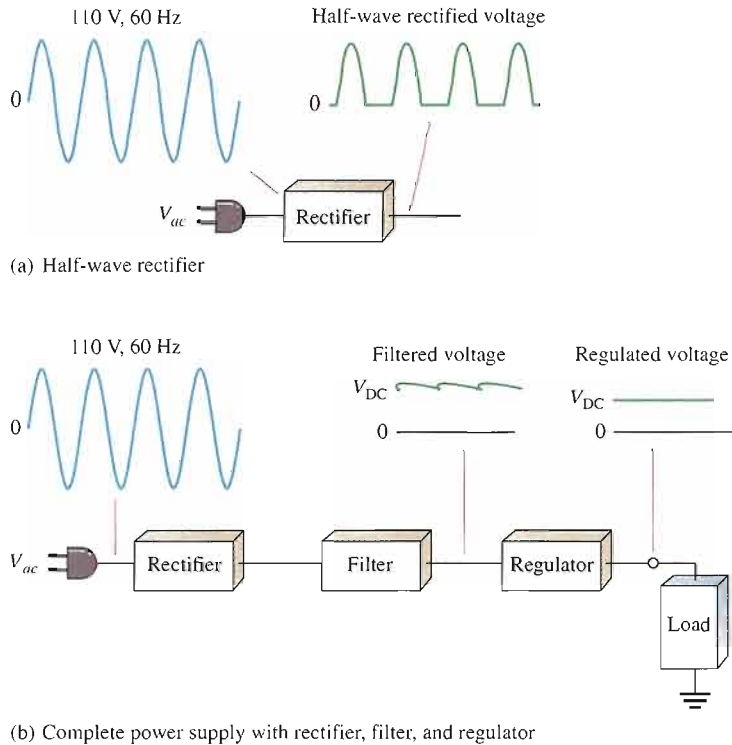 110 V, 60 Hz
Half-wave rectified voltage
0
0
Vac
Rectifier
(a) Half-wave rectifier
110 V, 60 Hz
Filtered voltage
Regulated voltage
VDC
VDC
0
0
0
Vac
Rectifier
Filter
Regulator
Load
(b) Complete power supply with rectifier, filter, and regulator